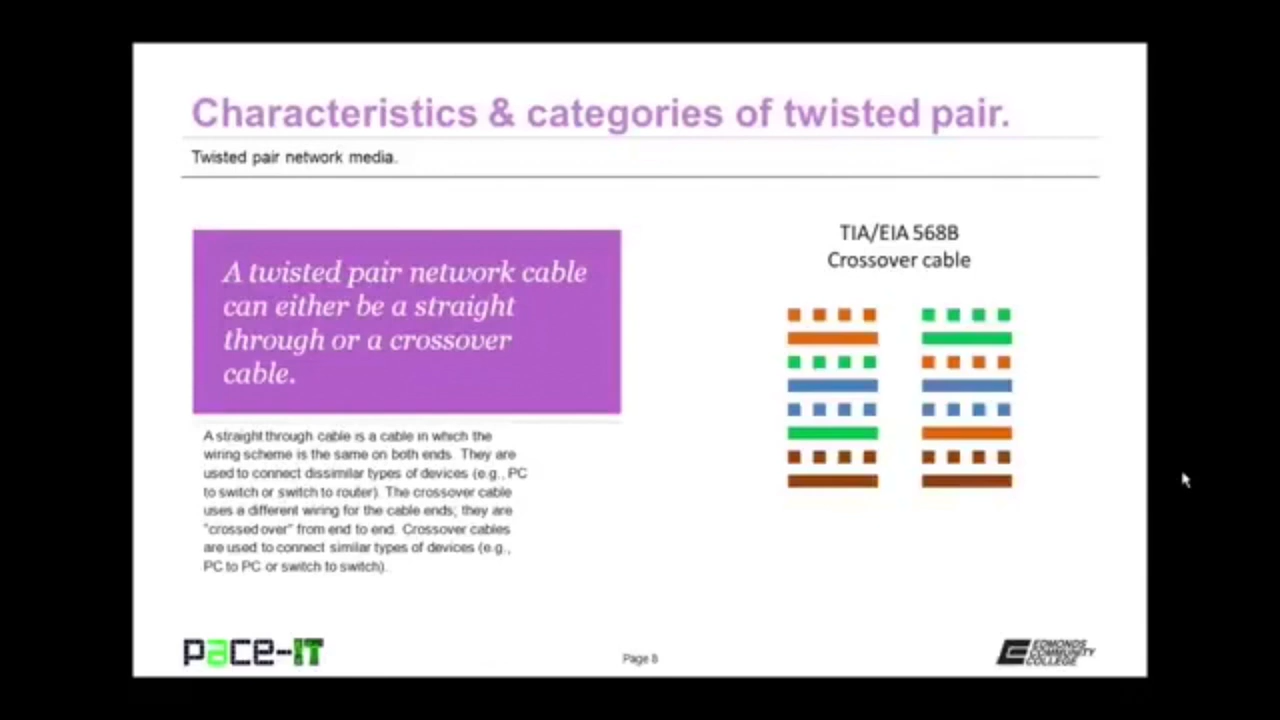 Characteristics & categories of twisted pair.
Twisted pair network media.
A twisted pair network cable
can either be a straight
through or a crossover
cable.
A straight through cable is a cable in which the
wiring scheme is the same on both ends. They are
used to connect dissimilar types of devices (e.g., PC
to switch or switch to router). The crossover cable
uses a different wiring for the cable ends; they are
"crossed over" from end to end. Crossover cables
are used to connect similar types of devices (e.g.,
PC to PC or switch to switch).
TIA/EIA 568B
Crossover cable
pace-IT
Page 8
EDMONDS
COMMUNITY
COLLEGE